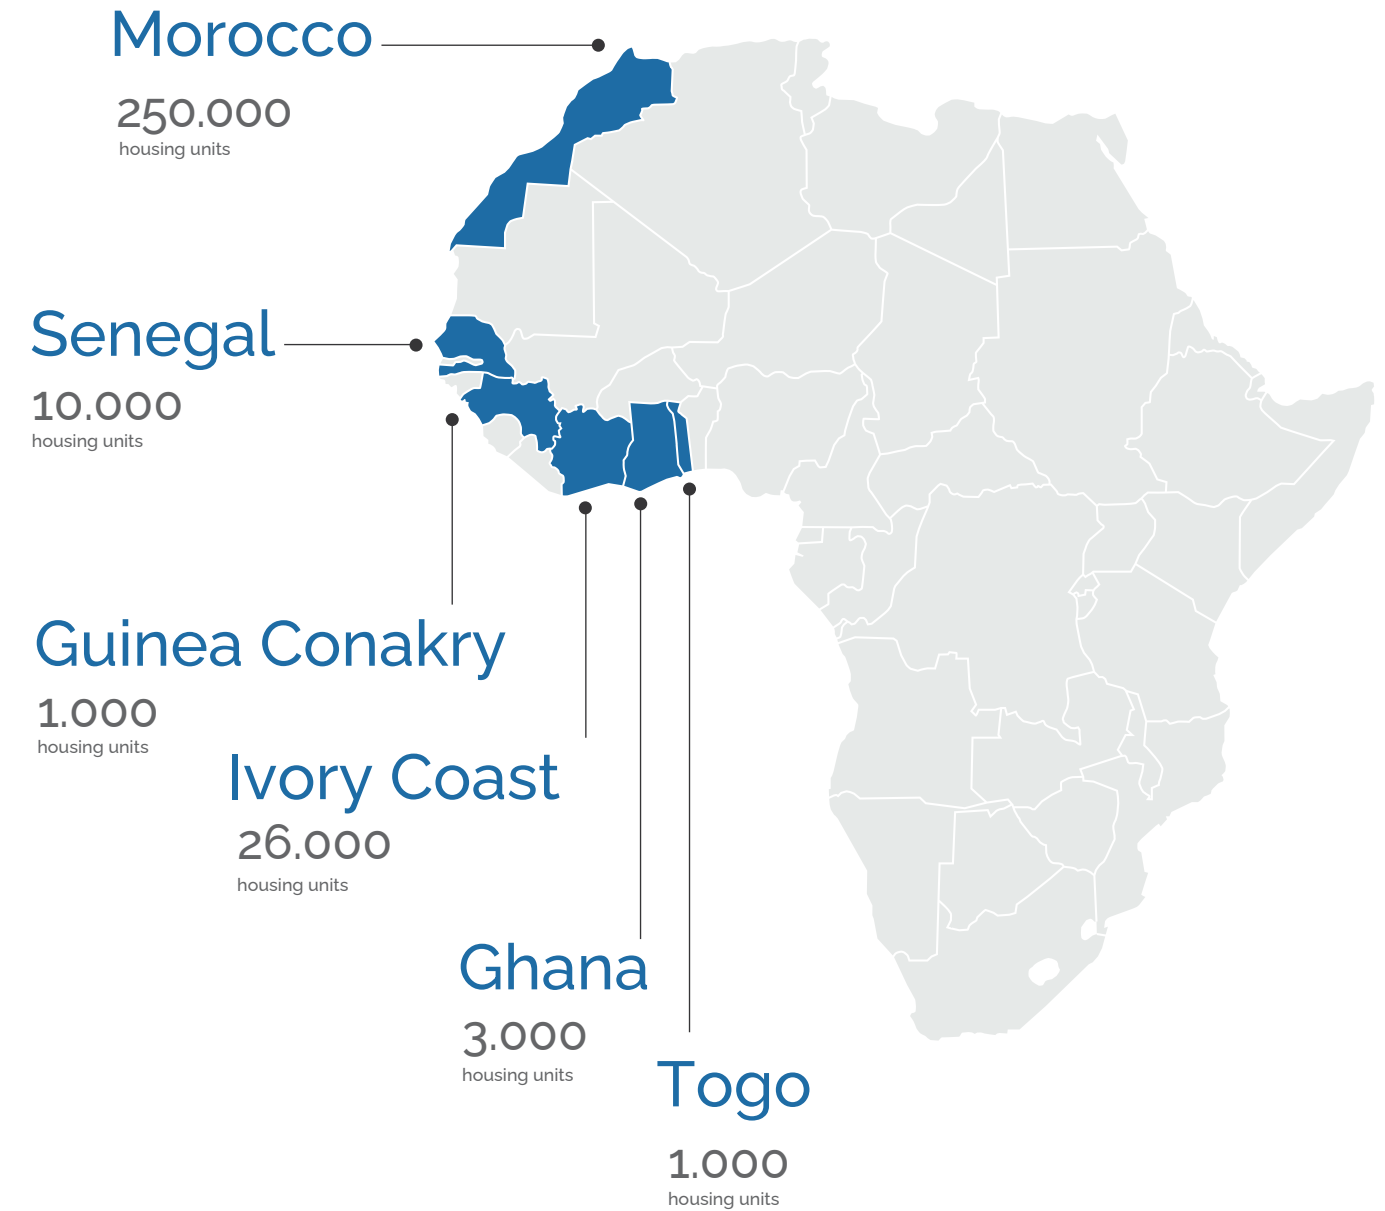 Morocco
250.000
housing units
Senegal
10.000
housing units
Guinea Conakry
1.000
housing units
Ivory Coast
26.000
housing units
Ghana
3.000
housing units
Togo
1.000
housing units